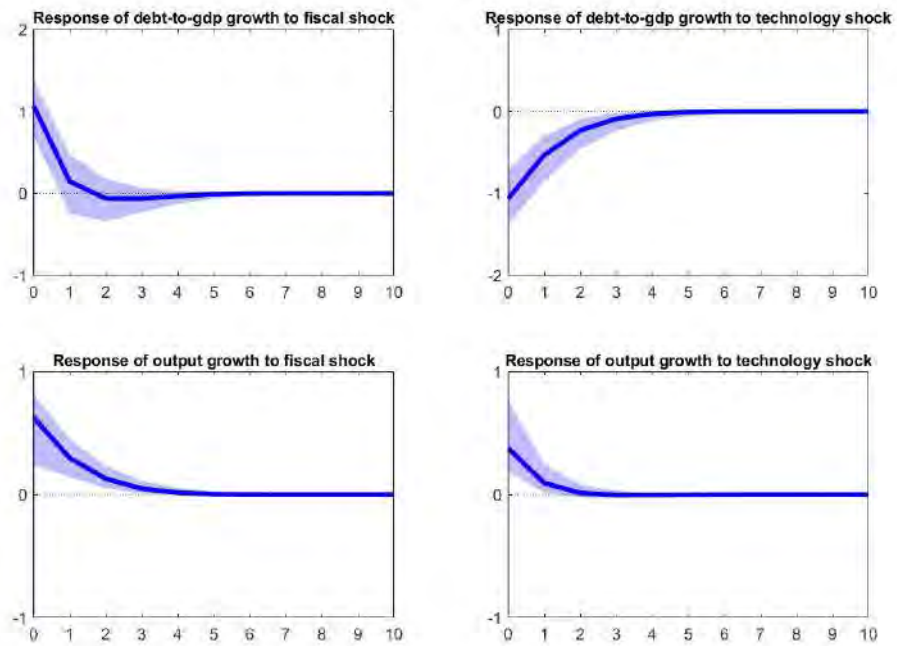 Response of debt-to-gdp growth to fiscal shock
2
1
0
-1
0 1 2 3 4 5 6 7 8 9 10
Response of debt-to-gdp growth to technology shock
1
0
-1
-2
0 1 2 3 4 5 6 7 8 9 10
Response of output growth to fiscal shock
1
0
-1
0 1 2 3 4 5 6 7 8 9 10
Response of output growth to technology shock
1
0
-1
0 1 2 3 4 5 6 7 8 9 10